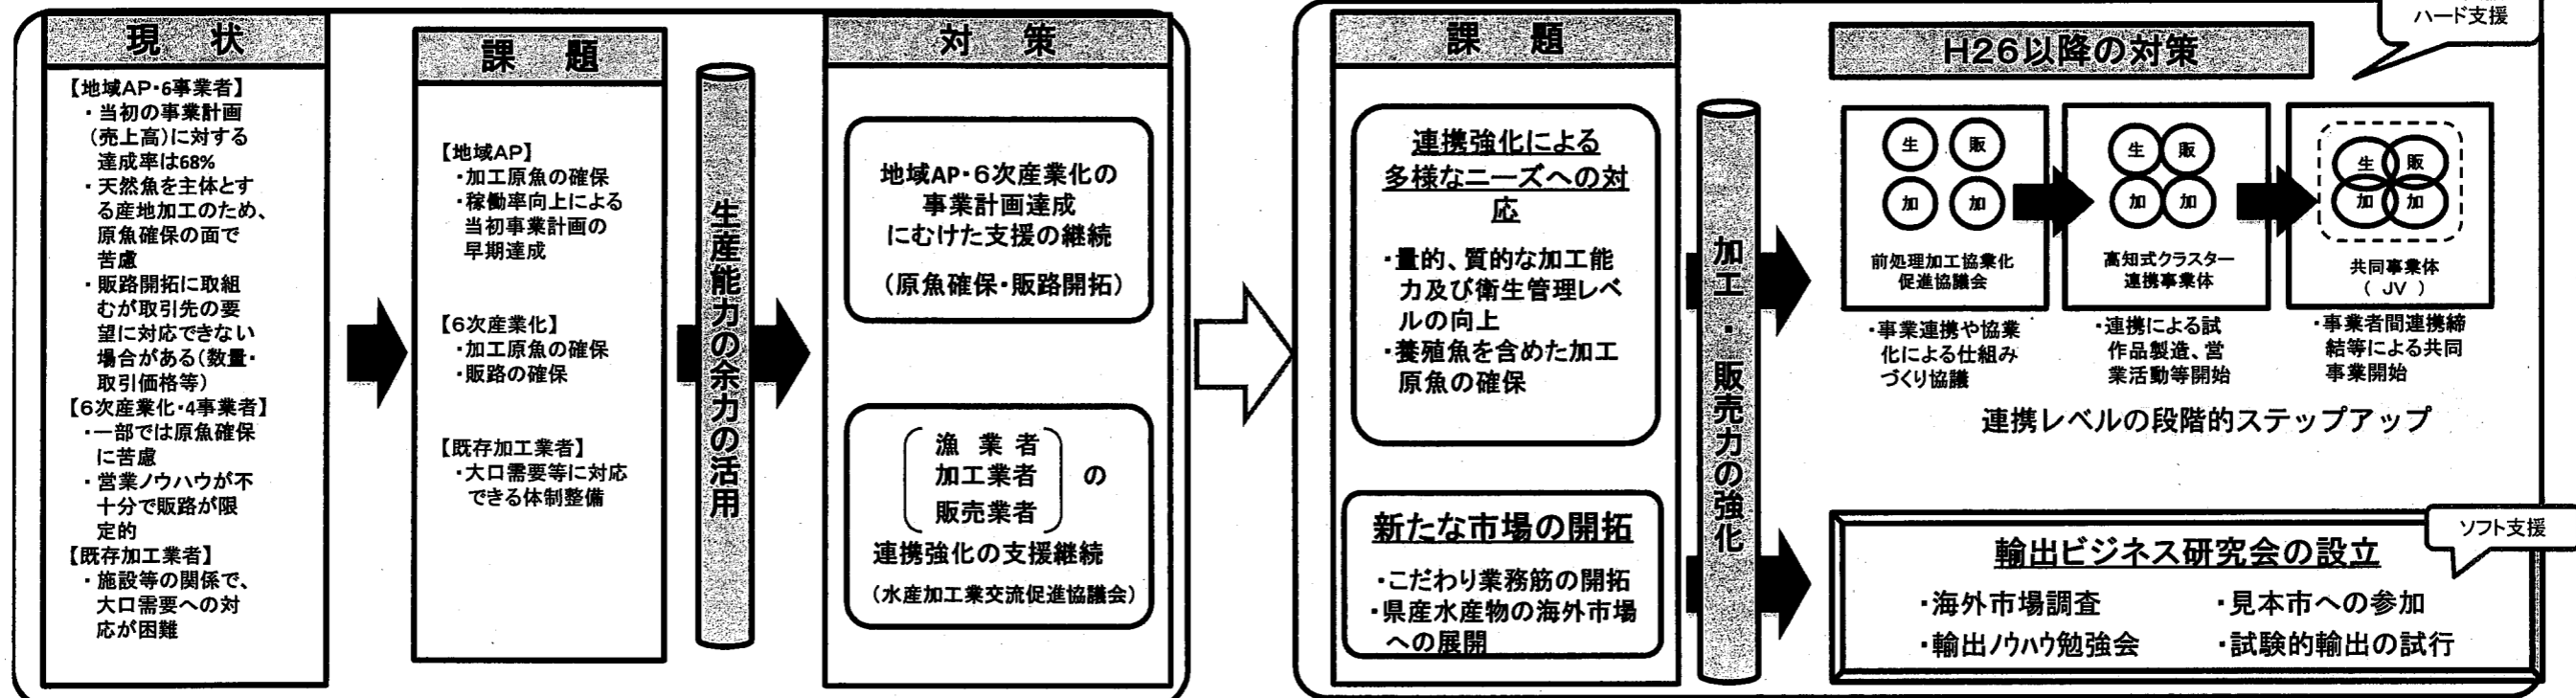 現　状
【地域AP・6事業者】
・当初の事業計画
（売上高）に対する
達成率は68%
・天然魚を主体とす
る産地加工のため、
原魚確保の面で
苦慮
・販路開拓に取組
むが取引先の要
望に対応できない
場合がある（数量・
取引価格等）
【6次産業化・4事業者】
・一部では原魚確保
に苦慮
・営業ノウハウが不
十分で販路が限
定的
【既存加工業者】
・施設等の関係で、
大口需要への対
応が困難
課　題
【地域AP】
・加工原魚の確保
・稼働率向上による
当初事業計画の
早期達成
【6次産業化】
・加工原魚の確保
・販路の確保
【既存加工業者】
・大口需要等に対応
できる体制整備
生産能力の余力の活用
対　策
地域AP・6次産業化の
事業計画達成
にむけた支援の継続
（原魚確保・販路開拓）
漁　業　者
加工業者　の
販売業者
連携強化の支援継続
（水産加工業交流促進協議会）
課　題
連携強化による
多様なニーズへの対
応
・量的、質的な加工能
力及び衛生管理レベ
ルの向上
・養殖魚を含めた加工
原魚の確保
新たな市場の開拓
・こだわり業務筋の開拓
・県産水産物の海外市場
への展開
加工・販売力の強化
ハード支援
H26以降の対策
生　販
加　加
前処理加工協業化
促進協議会
・事業連携や協業
化による仕組み
づくり協議
生　販
加　加
高知式クラスター
連携事業体
・連携による試
作品製造、営
業活動等開始
生　販
加　加
共同事業体
（JV）
・事業者間連携締
結等による共同
事業開始
連携レベルの段階的ステップアップ
ソフト支援
輸出ビジネス研究会の設立
・海外市場調査　・見本市への参加
・輸出ノウハウ勉強会　・試験的輸出の試行